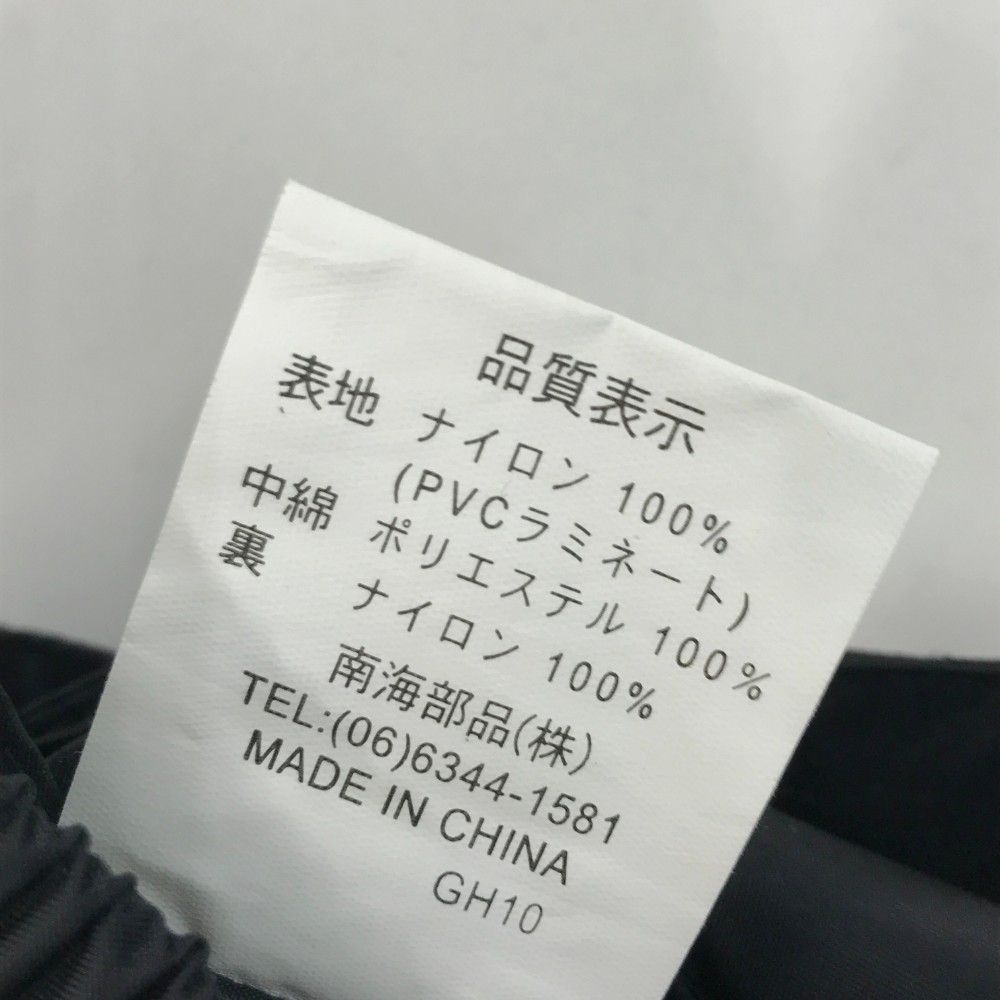 品質表示
表地 ナイロン 100%
(PVCラミネート)
中綿 ポリエステル 100%
裏 ナイロン 100%
南海部品(株)
TEL:(06)6344-1581
MADE IN CHINA
GH10